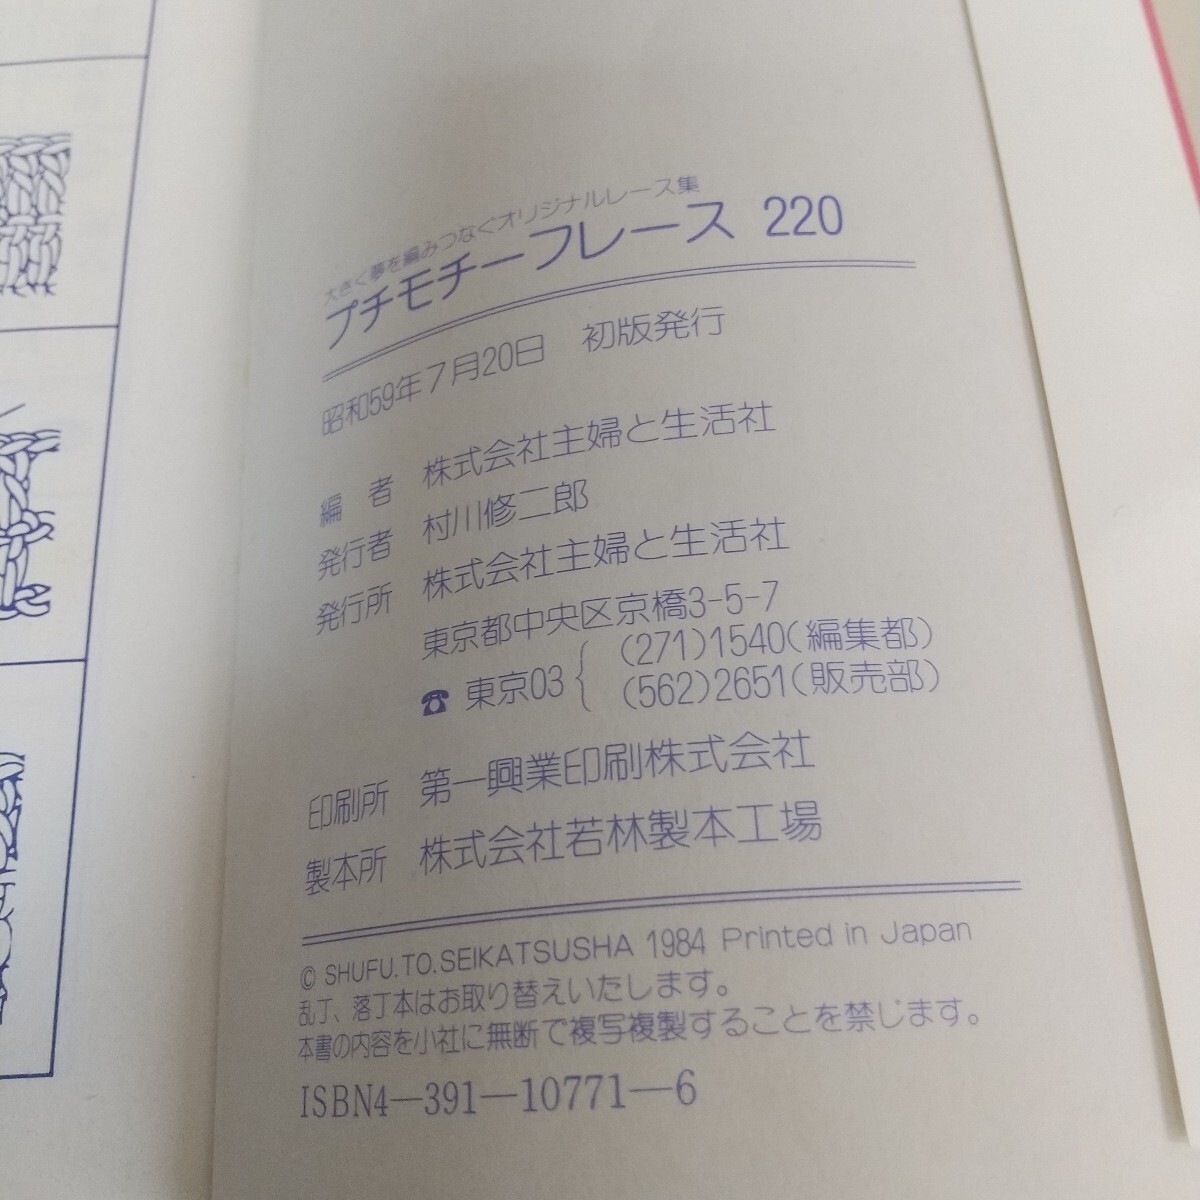 大きく夢を編みつなぐオリジナルレース集
プチモチーフレース 220
昭和59年7月20日 初版発行
編 者 株式会社主婦と生活社
発行者 村川修二郎
発行所 株式会社主婦と生活社
東京都中央区京橋3-5-7
☎ 東京03 { (271)1540(編集部)
(562)2651(販売部)
印刷所 第一興業印刷株式会社
製本所 株式会社若林製本工場
© SHUFU.TO.SEIKATSUSHA 1984 Printed in Japan
乱丁、落丁本はお取り替えいたします。
本書の内容を小社に無断で複写複製することを禁じます。
ISBN4—391—10771—6